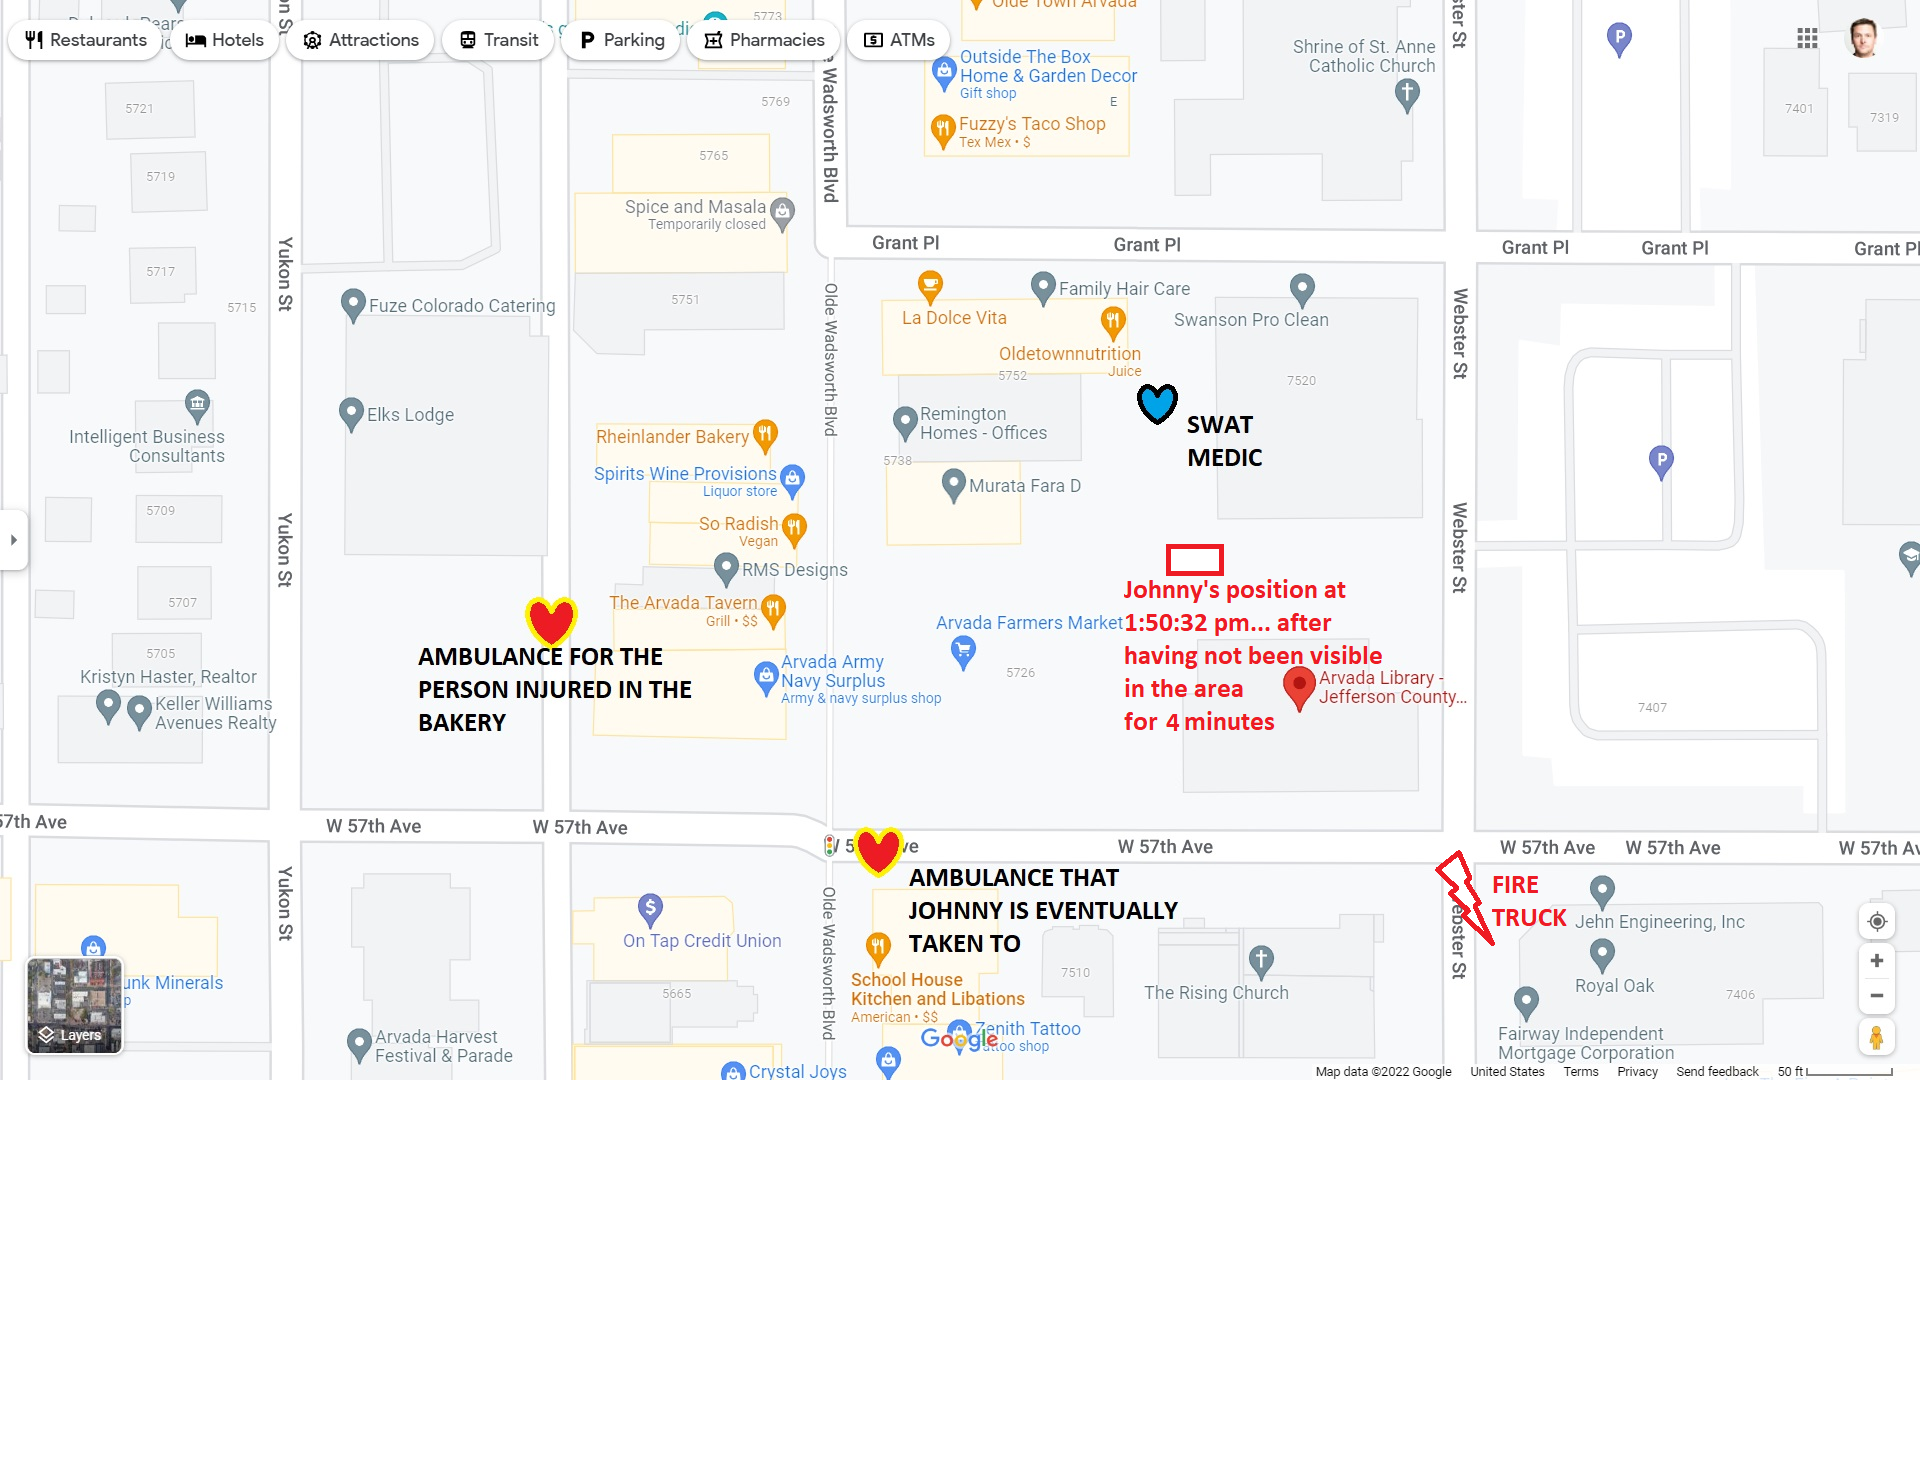 Restaurants
Hotels
Attractions
Transit
Parking
Pharmacies
ATMs
5773
Olde Town Arvada
Outside The Box
Home & Garden Decor
Gift shop
E
Fuzzy's Taco Shop
Tex Mex • $
Shrine of St. Anne
Catholic Church
P
7401
7319
5721
5719
5717
5715
5769
5765
Spice and Masala
Temporarily closed
Wadsworth Blvd
Grant Pl
Grant Pl
Grant Pl
Grant Pl
Grant Pl
Yukon St
Fuze Colorado Catering
5751
Olde Wadsworth Blvd
La Dolce Vita
Family Hair Care
Oldetownnutrition
Juice
Swanson Pro Clean
7520
Webster St
5752
Elks Lodge
Intelligent Business
Consultants
Rheinlander Bakery
Remington
Homes - Offices
SWAT
MEDIC
5738
P
Spirits Wine Provisions
Liquor store
Murata Fara D
5709
Yukon St
So Radish
Vegan
Webster St
RMS Designs
5707
The Arvada Tavern
Grill • $$
Arvada Farmers Market
5726
Johnny's position at
1:50:32 pm... after
having not been visible
in the area
for 4 minutes
AMBULANCE FOR THE
PERSON INJURED IN THE
BAKERY
5705
Kristyn Haster, Realtor
Keller Williams
Avenues Realty
Arvada Army
Navy Surplus
Army & navy surplus shop
Arvada Library -
Jefferson County...
7407
57th Ave
W 57th Ave
W 57th Ave
W 57th Ave
W 57th Ave
W 57th Ave
AMBULANCE THAT
JOHNNY IS EVENTUALLY
TAKEN TO
FIRE
TRUCK
Yukon St
Olde Wadsworth Blvd
ebster St
On Tap Credit Union
5665
School House
Kitchen and Libations
American • $$
7510
The Rising Church
Jehn Engineering, Inc
Royal Oak
7406
Fairway Independent
Mortgage Corporation
unk Minerals
Layers
Arvada Harvest
Festival & Parade
Zenith Tattoo
Crystal Joys
Google
Map data ©2022 Google
United States
Terms
Privacy
Send feedback
50 ft